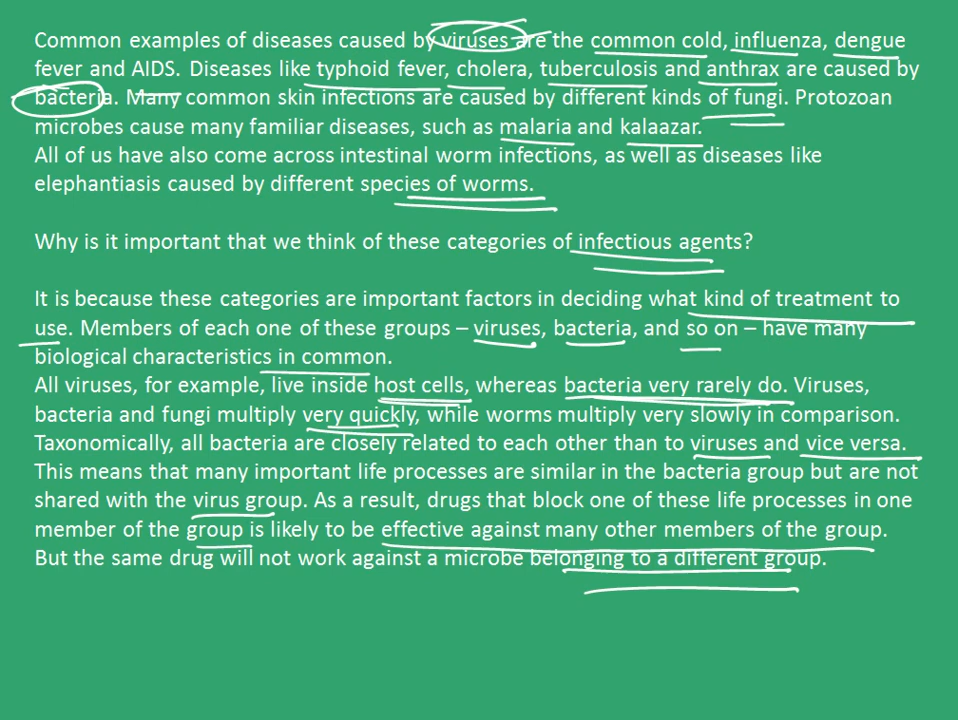 Common examples of diseases caused by viruses are the common cold, influenza, dengue
fever and AIDS. Diseases like typhoid fever, cholera, tuberculosis and anthrax are caused by
bacteria. Many common skin infections are caused by different kinds of fungi. Protozoan
microbes cause many familiar diseases, such as malaria and kalaazar.
All of us have also come across intestinal worm infections, as well as diseases like
elephantiasis caused by different species of worms.
Why is it important that we think of these categories of infectious agents?
It is because these categories are important factors in deciding what kind of treatment to
use. Members of each one of these groups – viruses, bacteria, and so on – have many
biological characteristics in common.
All viruses, for example, live inside host cells, whereas bacteria very rarely do. Viruses,
bacteria and fungi multiply very quickly, while worms multiply very slowly in comparison.
Taxonomically, all bacteria are closely related to each other than to viruses and vice versa.
This means that many important life processes are similar in the bacteria group but are not
shared with the virus group. As a result, drugs that block one of these life processes in one
member of the group is likely to be effective against many other members of the group.
But the same drug will not work against a microbe belonging to a different group.